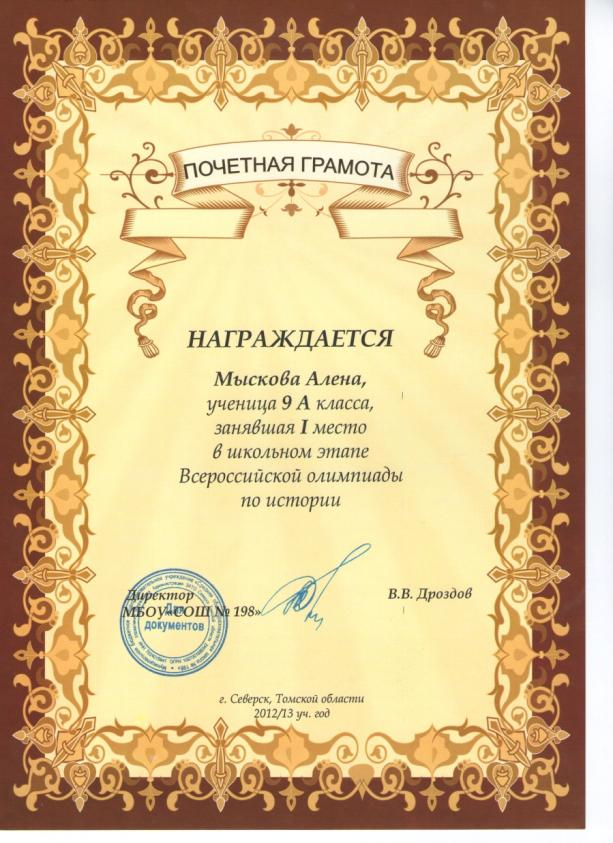 ПОЧЕТНАЯ ГРАМОТА
НАГРАЖДАЕТСЯ
Мыскова Алена,
ученица 9 А класса,
занявшая I место
в школьном этапе
Всероссийской олимпиады
по истории
Директор
МБОУ«СОШ № 198»
В.В. Дроздов
Для
документов
г. Северск, Томской области
2012/13 уч. год